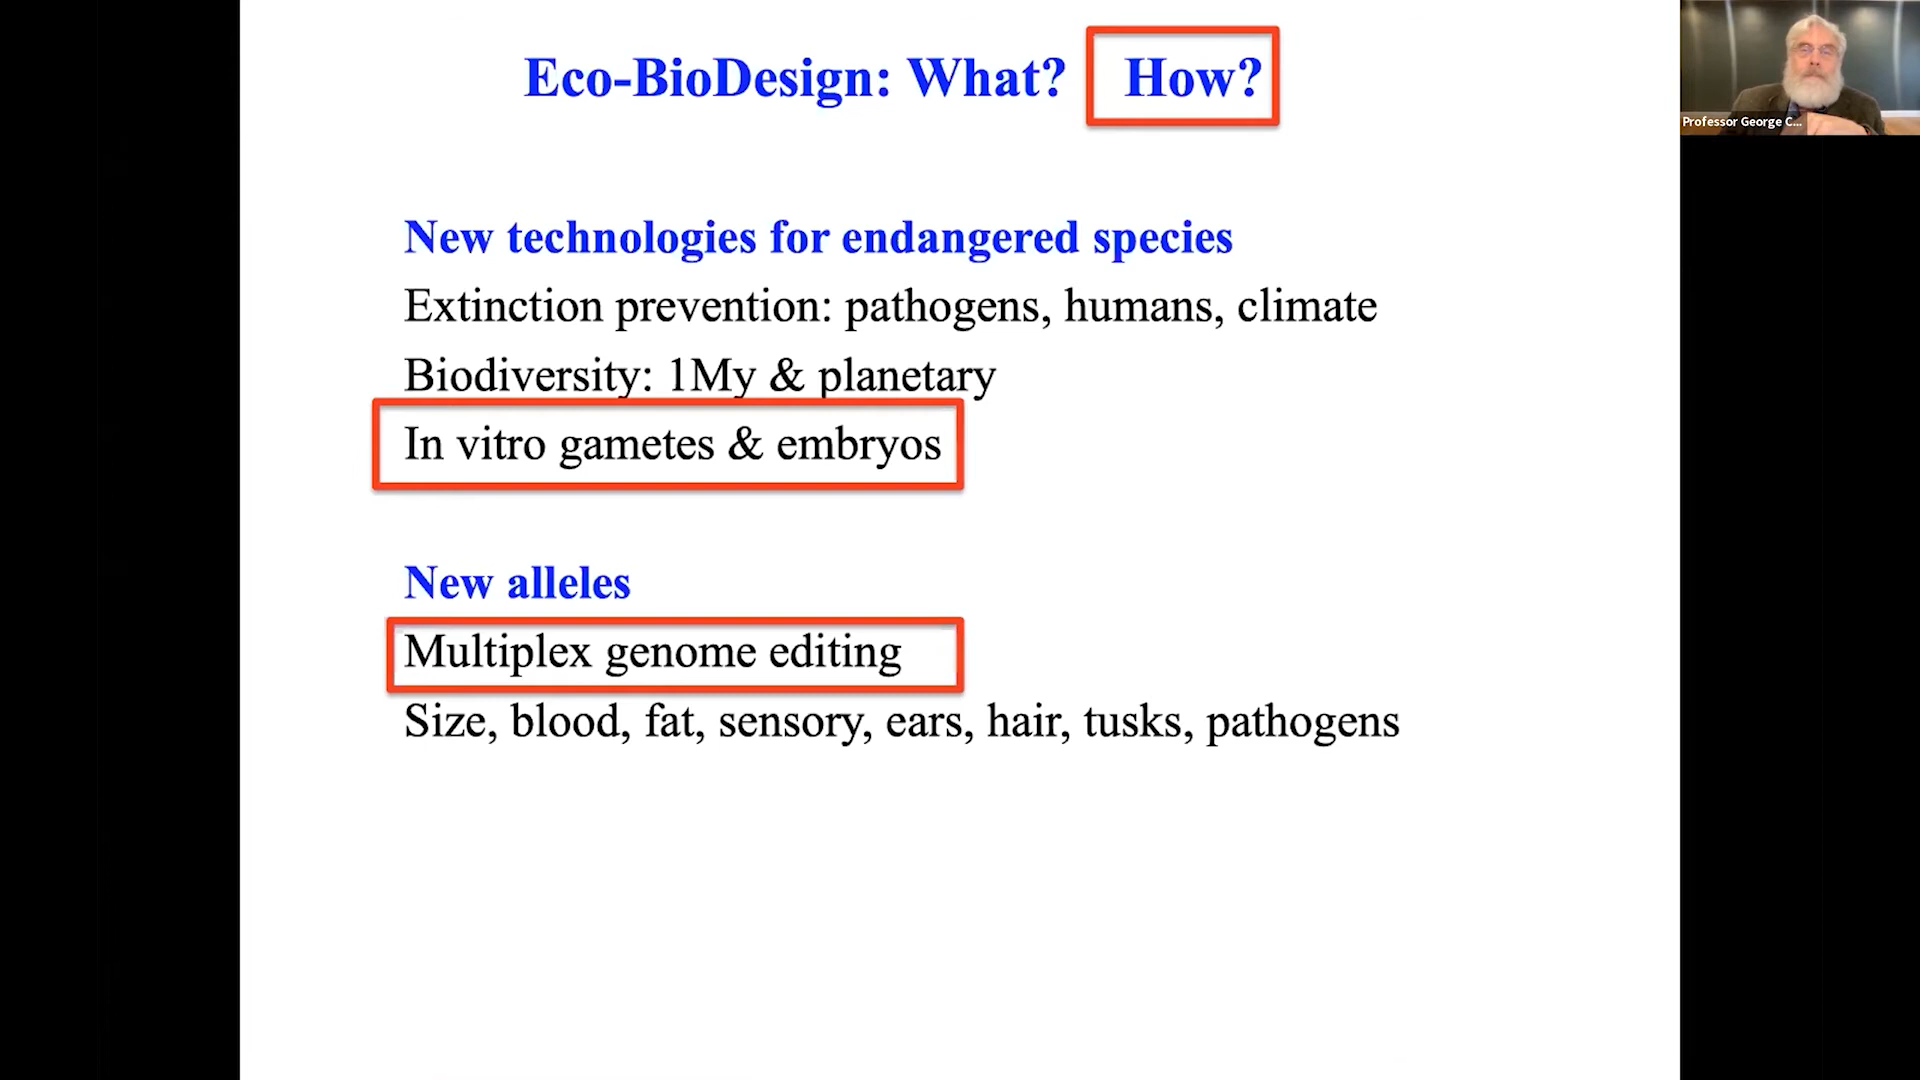 Eco-BioDesign: What? How?
Professor George C...
New technologies for endangered species
Extinction prevention: pathogens, humans, climate
Biodiversity: 1My & planetary
In vitro gametes & embryos
New alleles
Multiplex genome editing
Size, blood, fat, sensory, ears, hair, tusks, pathogens